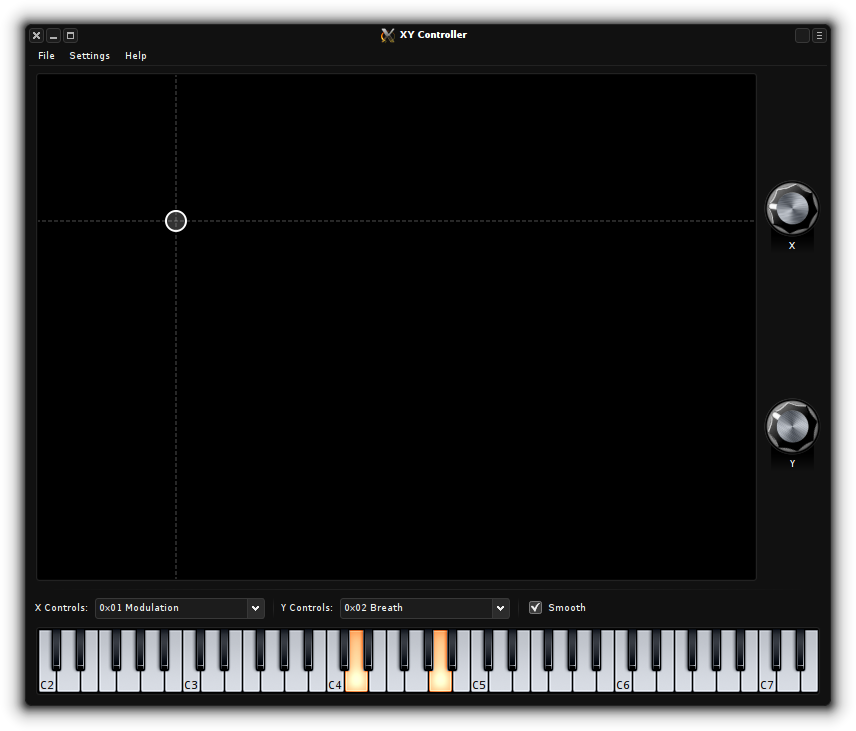 XY Controller
File Settings Help
X
Y
X Controls: 0x01 Modulation Y Controls: 0x02 Breath Smooth
C2 C3 C4 C5 C6 C7